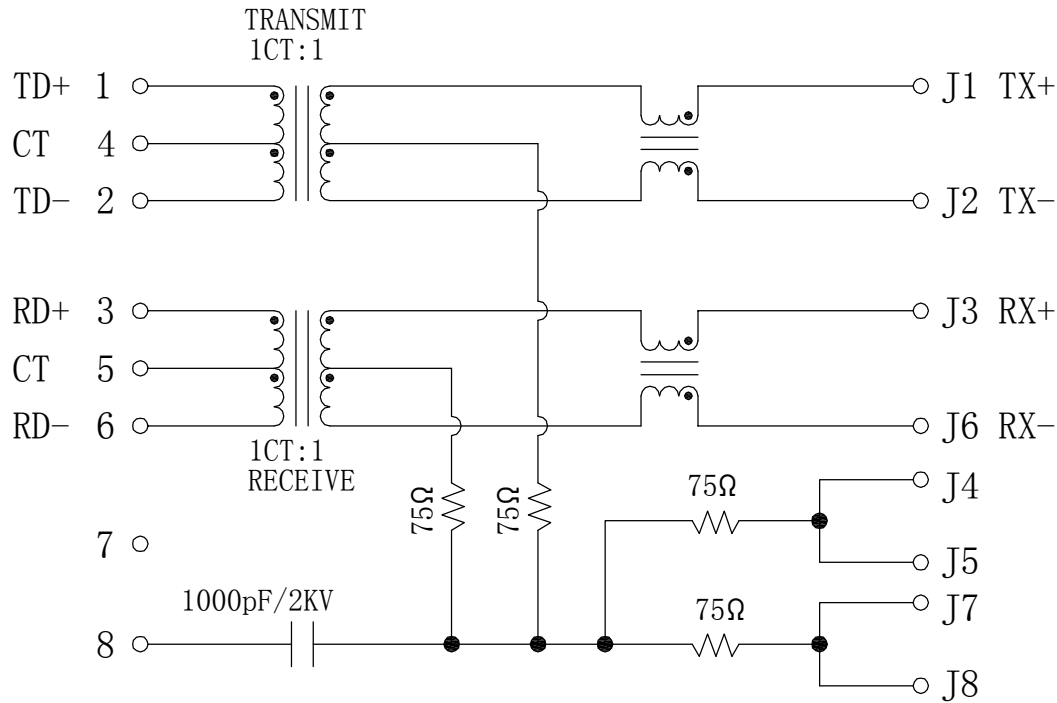 TRANSMIT
1CT:1
TD+ 1
J1 TX+
CT 4
TD- 2
J2 TX-
RD+ 3
J3 RX+
CT 5
RD- 6
J6 RX-
1CT:1
RECEIVE
75Ω
75Ω
75Ω
J4
7
J5
1000pF/2KV
75Ω
J7
8
J8